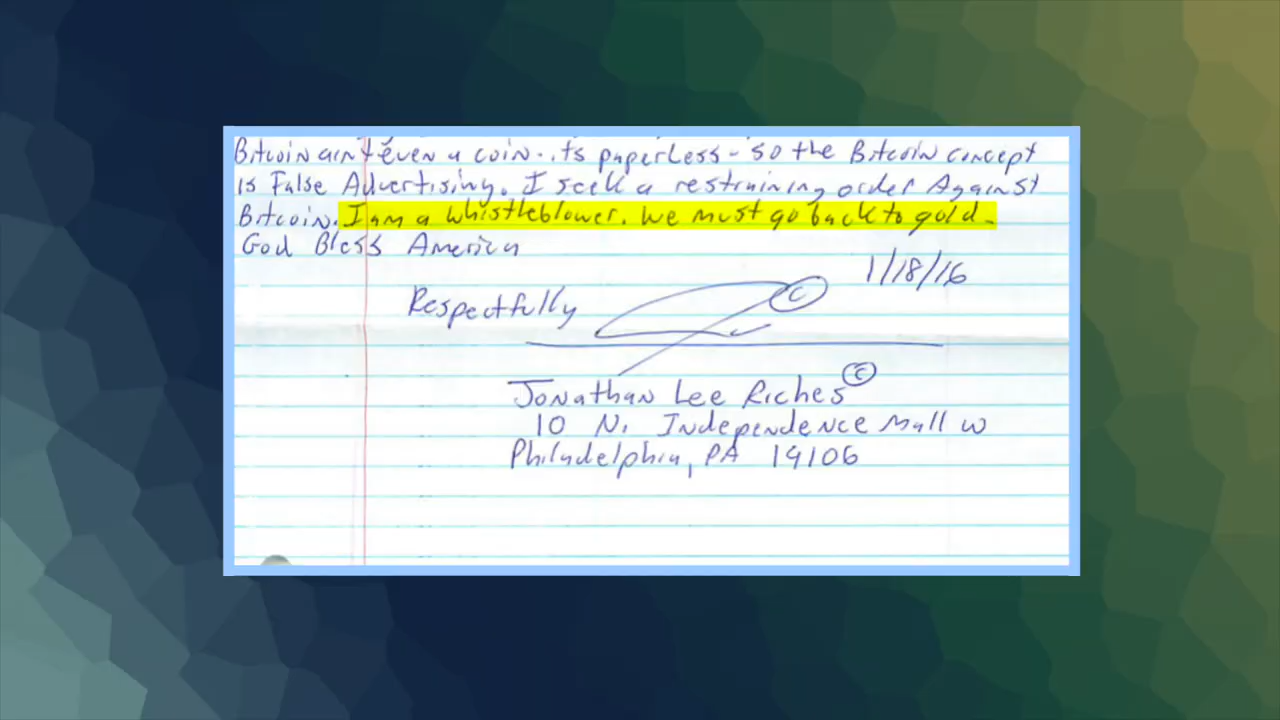 Bitcoin ain't even a coin - its paperless - so the Bitcoin concept
is False Advertising. I seek a restraining order Against
Bitcoin. I am a whistleblower. we must go back to gold.
God Bless America
1/18/16
Respectfully
©
Jonathan Lee Riches ©
10 N. Independence Mall w
Philadelphia, PA 19106